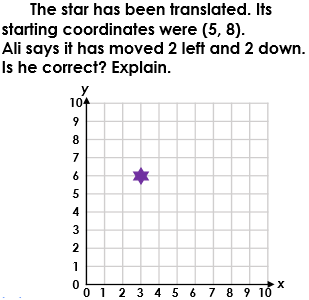 The star has been translated. Its
starting coordinates were (5, 8).
Ali says it has moved 2 left and 2 down.
Is he correct? Explain.
y
10
9
8
7
6
5
4
3
2
1
0
0 1 2 3 4 5 6 7 8 9 10 x